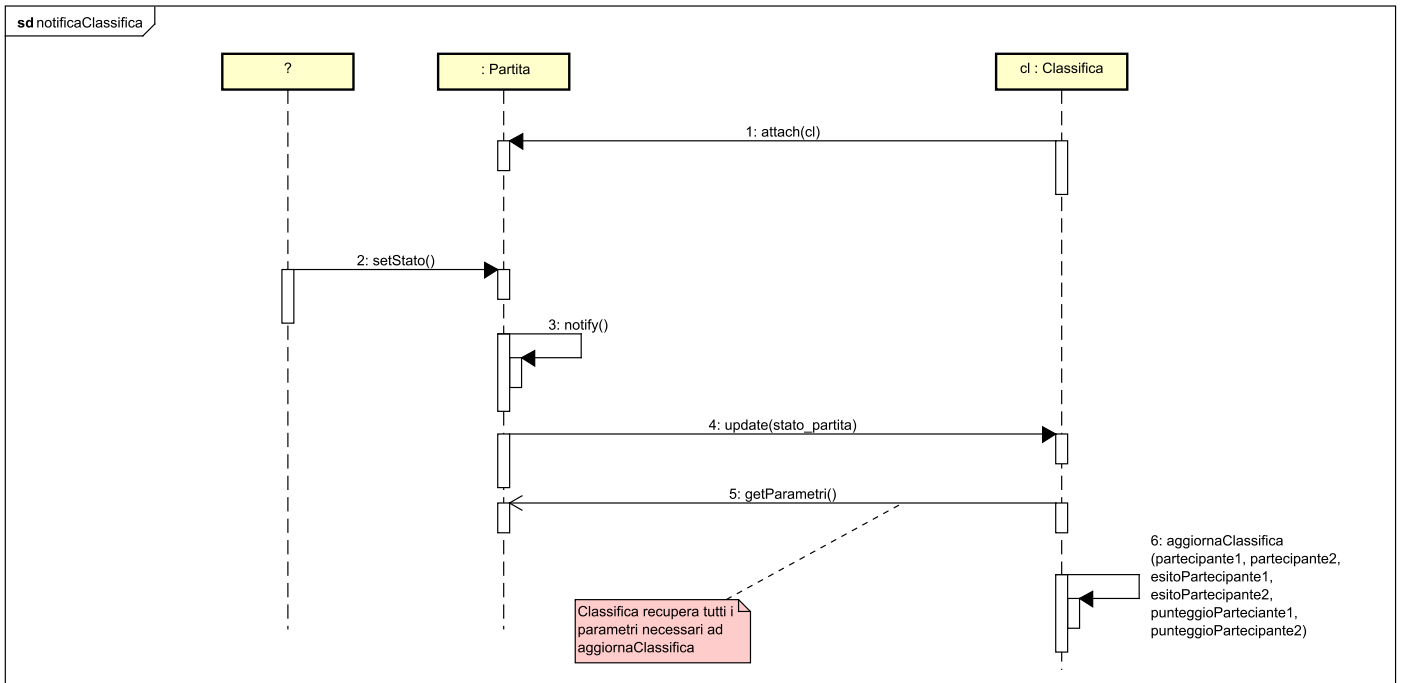 sd notificaClassifica
?
: Partita
cl : Classifica
1: attach(cl)
2: setStato()
3: notify()
4: update(stato_partita)
5: getParametri()
6: aggiornaClassifica
(partecipante1, partecipante2,
esitoPartecipante1,
esitoPartecipante2,
punteggioParteciante1,
punteggioPartecipante2)
Classifica recupera tutti i
parametri necessari ad
aggiornaClassifica